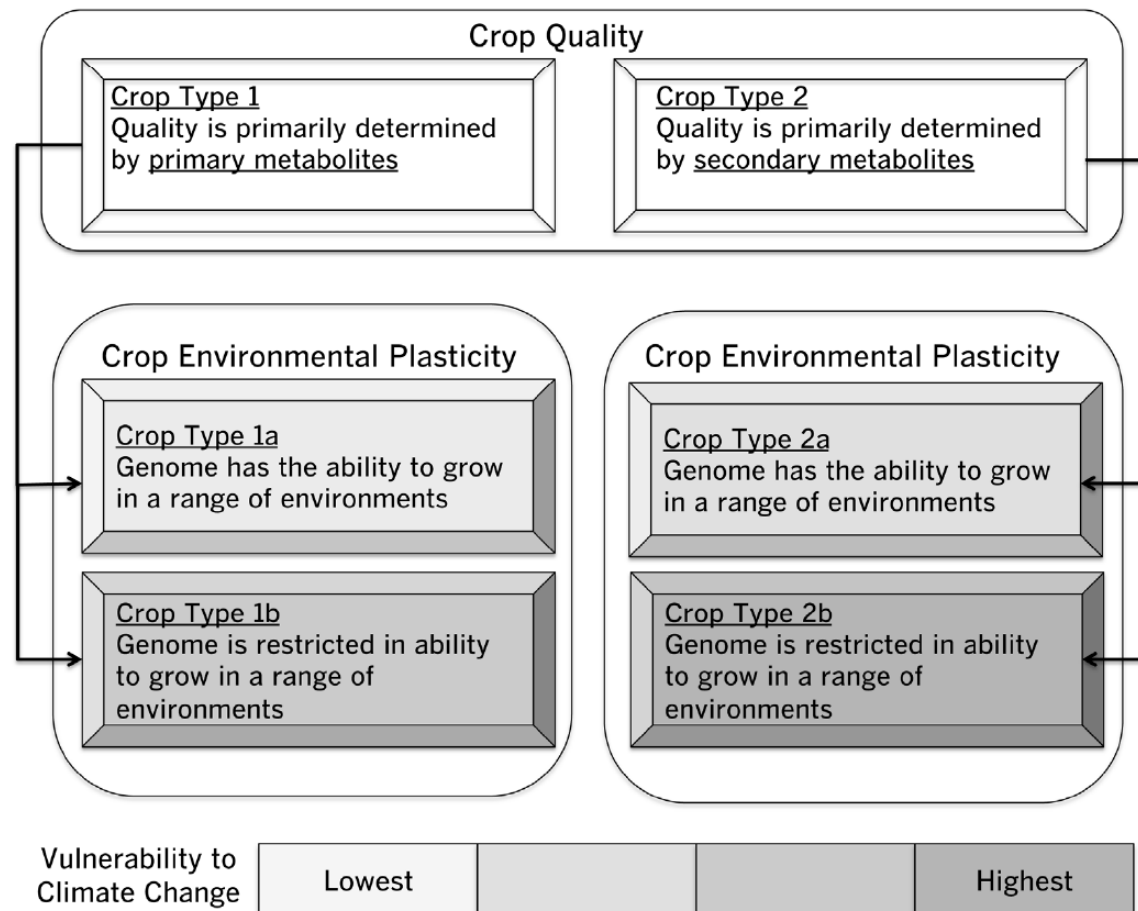 Crop Quality
Crop Type 1
Quality is primarily determined
by primary metabolites
Crop Type 2
Quality is primarily determined
by secondary metabolites
Crop Environmental Plasticity
Crop Type 1a
Genome has the ability to grow
in a range of environments
Crop Type 1b
Genome is restricted in ability
to grow in a range of
environments
Crop Environmental Plasticity
Crop Type 2a
Genome has the ability to grow
in a range of environments
Crop Type 2b
Genome is restricted in ability
to grow in a range of
environments
Vulnerability to
Climate Change
Lowest
Highest